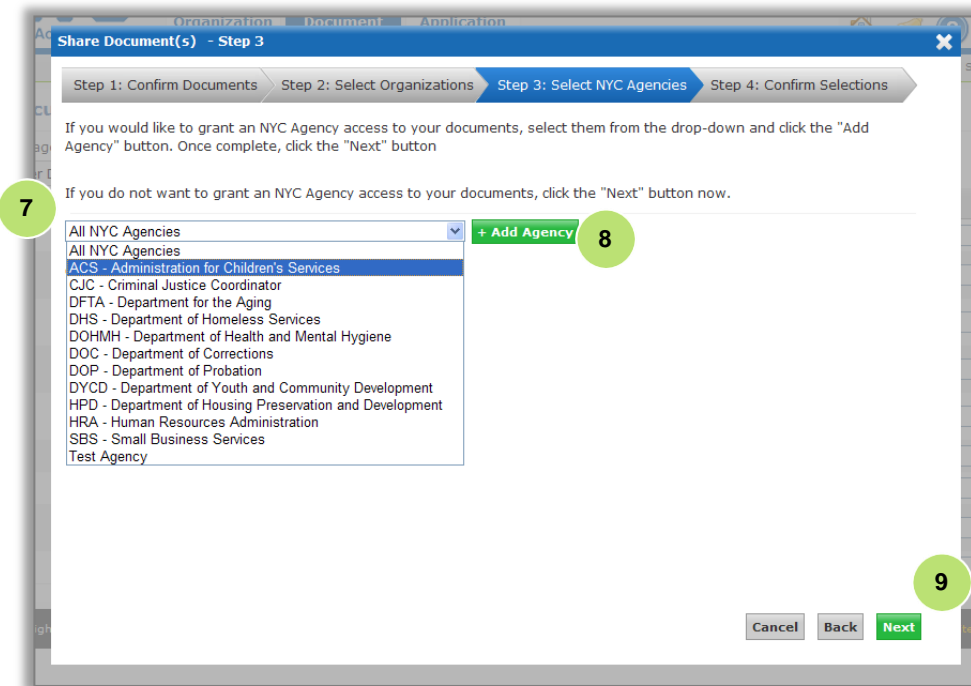 Organization Document Application
Share Document(s) - Step 3
Step 1: Confirm Documents Step 2: Select Organizations Step 3: Select NYC Agencies Step 4: Confirm Selections
If you would like to grant an NYC Agency access to your documents, select them from the drop-down and click the "Add
Agency" button. Once complete, click the "Next" button
If you do not want to grant an NYC Agency access to your documents, click the "Next" button now.
7
All NYC Agencies + Add Agency 8
All NYC Agencies
ACS - Administration for Children's Services
CJC - Criminal Justice Coordinator
DFTA - Department for the Aging
DHS - Department of Homeless Services
DOHMH - Department of Health and Mental Hygiene
DOC - Department of Corrections
DOP - Department of Probation
DYCD - Department of Youth and Community Development
HPD - Department of Housing Preservation and Development
HRA - Human Resources Administration
SBS - Small Business Services
Test Agency
9
Cancel Back Next